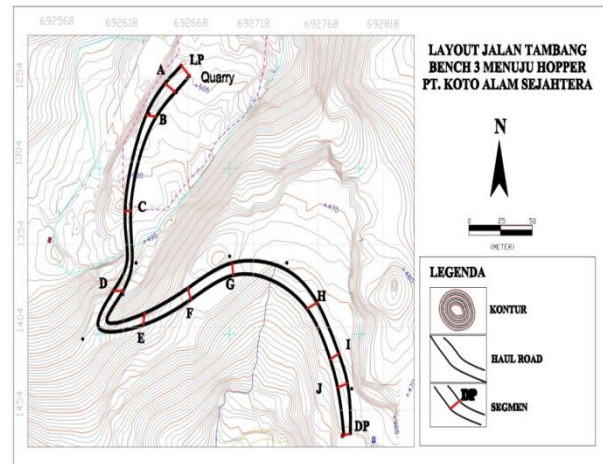 692568 692618 692668 692718 692768 692818
LAYOUT JALAN TAMBANG
BENCH 3 MENUJU HOPPER
PT. KOTO ALAM SEJAHTERA
N
0 25 50
(METER)
LEGENDA
KONTUR
HAUL ROAD
DP
SEGMEN
1254
1304
1354
1404
1454
LP
Quarry
A
B
C
D
E
F
G
H
I
J
DP
+470